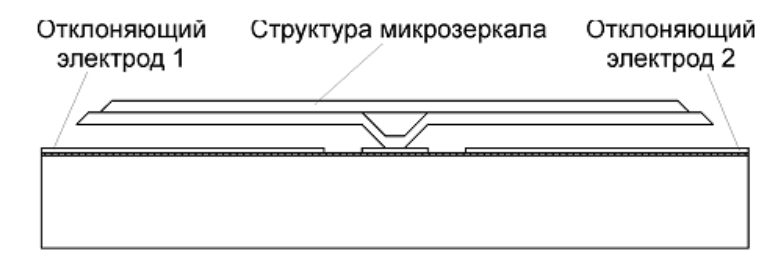 Отклоняющий
электрод 1
Структура микрозеркала
Отклоняющий
электрод 2